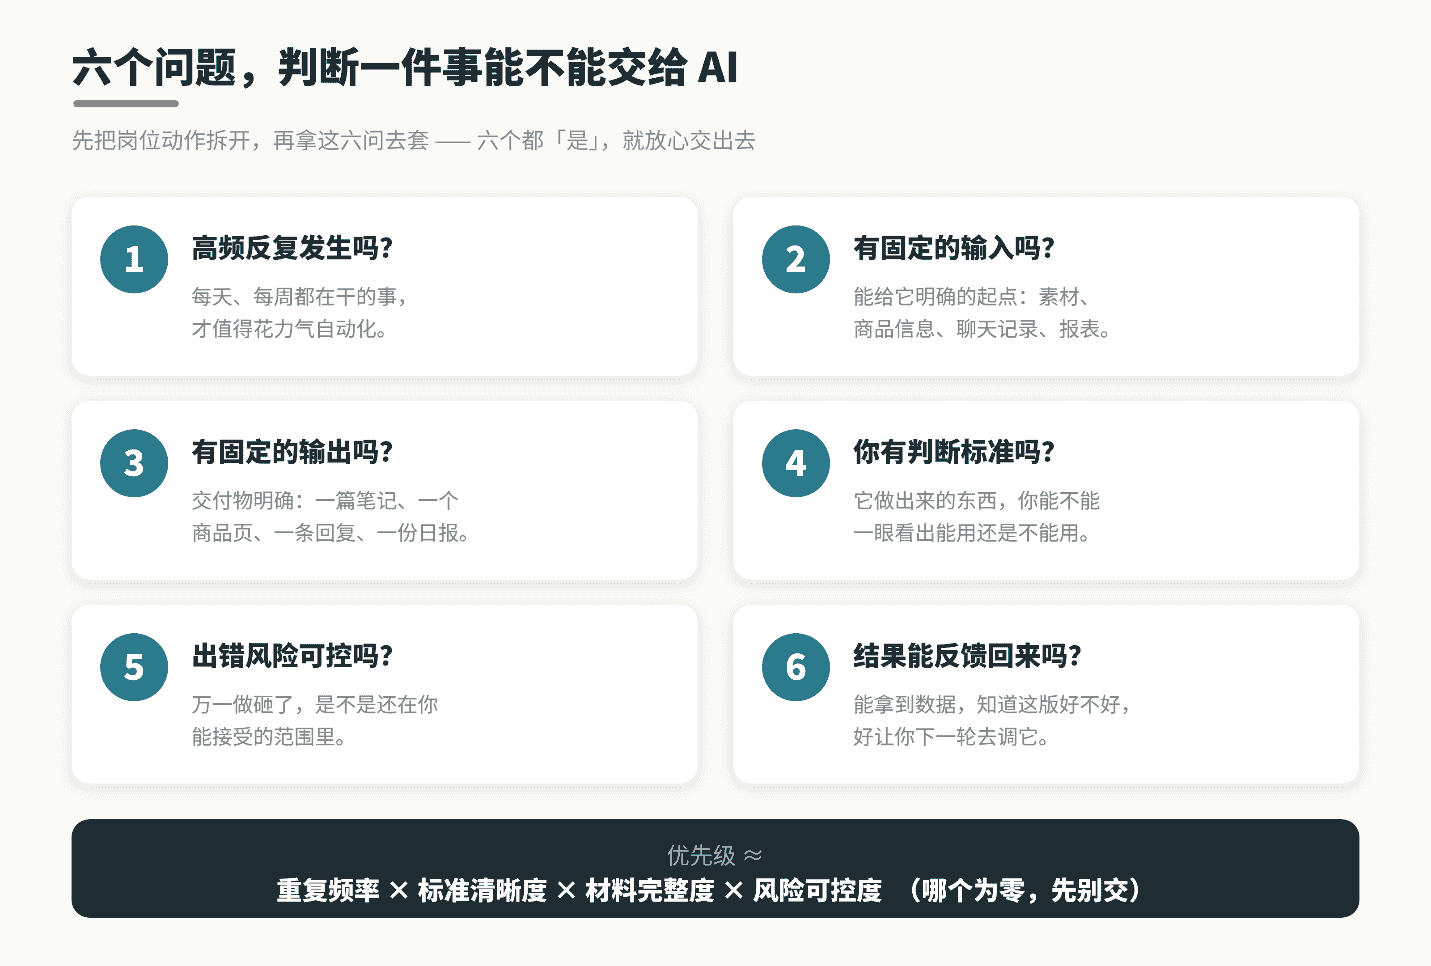 六个问题，判断一件事能不能交给 AI
先把岗位动作拆开，再拿这六问去套 —— 六个都「是」，就放心交出去
1
高频反复发生吗？
每天、每周都在干的事，
才值得花力气自动化。
2
有固定的输入吗？
能给它明确的起点：素材、
商品信息、聊天记录、报表。
3
有固定的输出吗？
交付物明确：一篇笔记、一个
商品页、一条回复、一份日报。
4
你有判断标准吗？
它做出来的东西，你能不能
一眼看出能用还是不能用。
5
出错风险可控吗？
万一做砸了，是不是还在你
能接受的范围里。
6
结果能反馈回来吗？
能拿到数据，知道这版好不好，
好让你下一轮去调它。
优先级 ≈
重复频率 × 标准清晰度 × 材料完整度 × 风险可控度 （哪个为零，先别交）